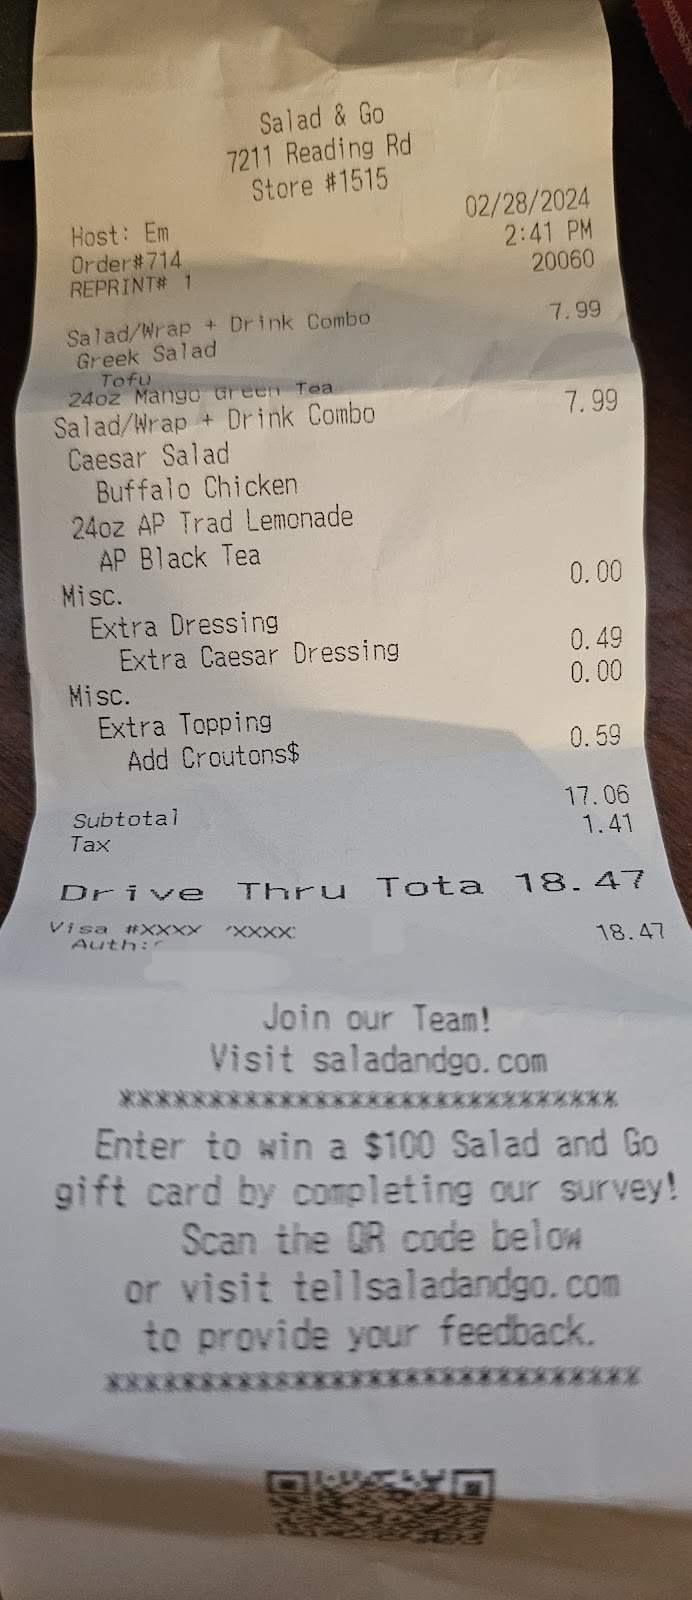 Salad & Go
7211 Reading Rd
Store #1515
02/28/2024
Host: Em 2:41 PM
Order#714 20060
REPRINT# 1
Salad/Wrap + Drink Combo 7.99
Greek Salad
Tofu
24oz Mango Green Tea
Salad/Wrap + Drink Combo 7.99
Caesar Salad
Buffalo Chicken
24oz AP Trad Lemonade
AP Black Tea
Misc. 0.00
Extra Dressing
Extra Caesar Dressing 0.49
Misc. 0.00
Extra Topping
Add Croutons$ 0.59
Subtotal 17.06
Tax 1.41
Drive Thru Tota 18.47
Visa #XXXX XXXX 18.47
Auth:
Join our Team!
Visit saladandgo.com
xxxxxxxxxxxxxxxxxxxxxxxxxxxxxxx
Enter to win a $100 Salad and Go
gift card by completing our survey!
Scan the QR code below
or visit tellsaladandgo.com
to provide your feedback.
xxxxxxxxxxxxxxxxxxxxxxxxxxxxxxx